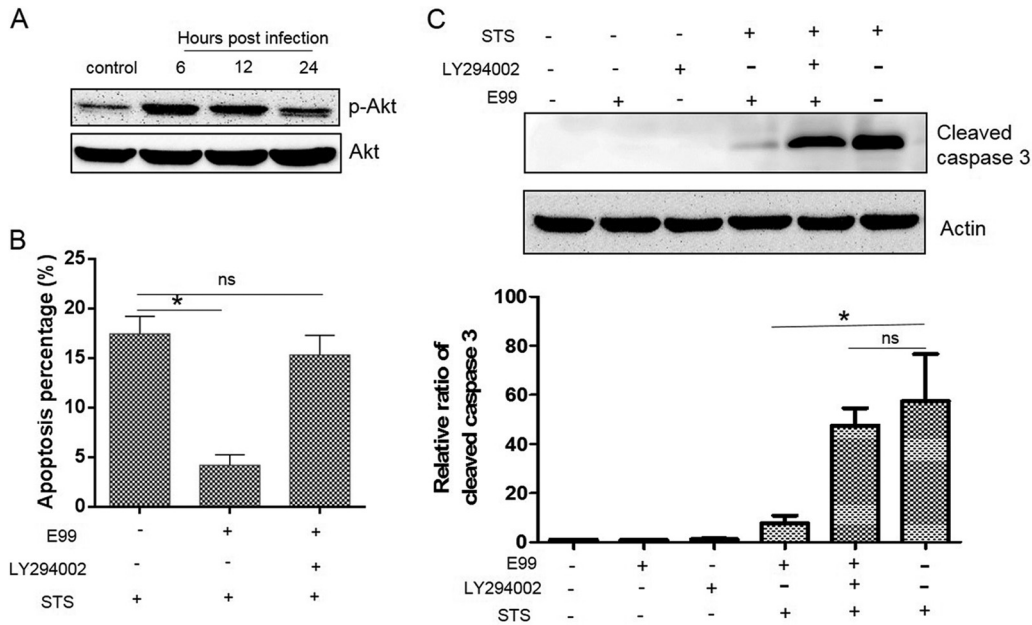 A
Hours post infection
control 6 12 24
p-Akt
Akt
B
Apoptosis percentage (%)
25
20
15
10
5
0
ns
*
E99 - + +
LY294002 - - +
STS + + +
C
STS - - - + + +
LY294002 - - + - + -
E99 - + - + + -
Cleaved
caspase 3
Actin
Relative ratio of
cleaved caspase 3
100
80
60
40
20
0
*
ns
E99 - + - + + -
LY294002 - - + - + -
STS - - - + + +